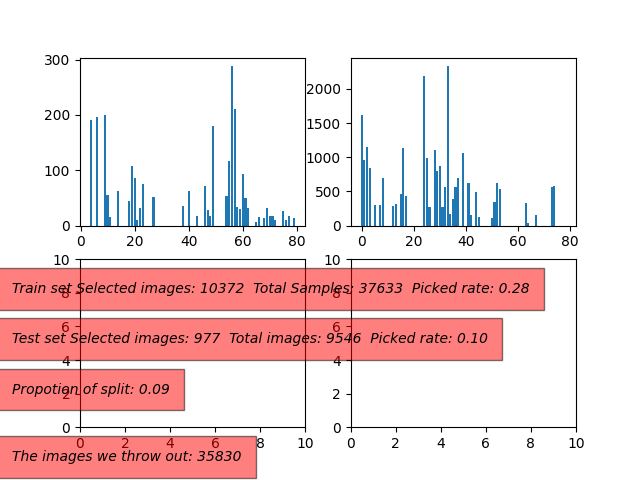 300
200
100
0
0 20 40 60 80
2000
1500
1000
500
0
0 20 40 60 80
10
8
6
4
2
0
0 2 4 6 8 10
10
8
6
4
2
0
0 2 4 6 8 10
Train set Selected images: 10372  Total Samples: 37633  Picked rate: 0.28
Test set Selected images: 977  Total images: 9546  Picked rate: 0.10
Propotion of split: 0.09
The images we throw out: 35830